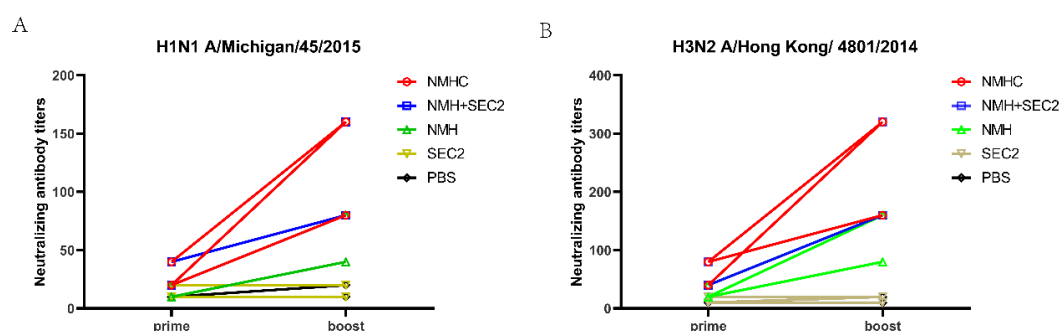 A
H1N1 A/Michigan/45/2015
Neutralizing antibody titers
200
150
100
50
0
prime
boost
NMHC
NMH+SEC2
NMH
SEC2
PBS
B
H3N2 A/Hong Kong/ 4801/2014
Neutralizing antibody titers
400
300
200
100
0
prime
boost
NMHC
NMH+SEC2
NMH
SEC2
PBS